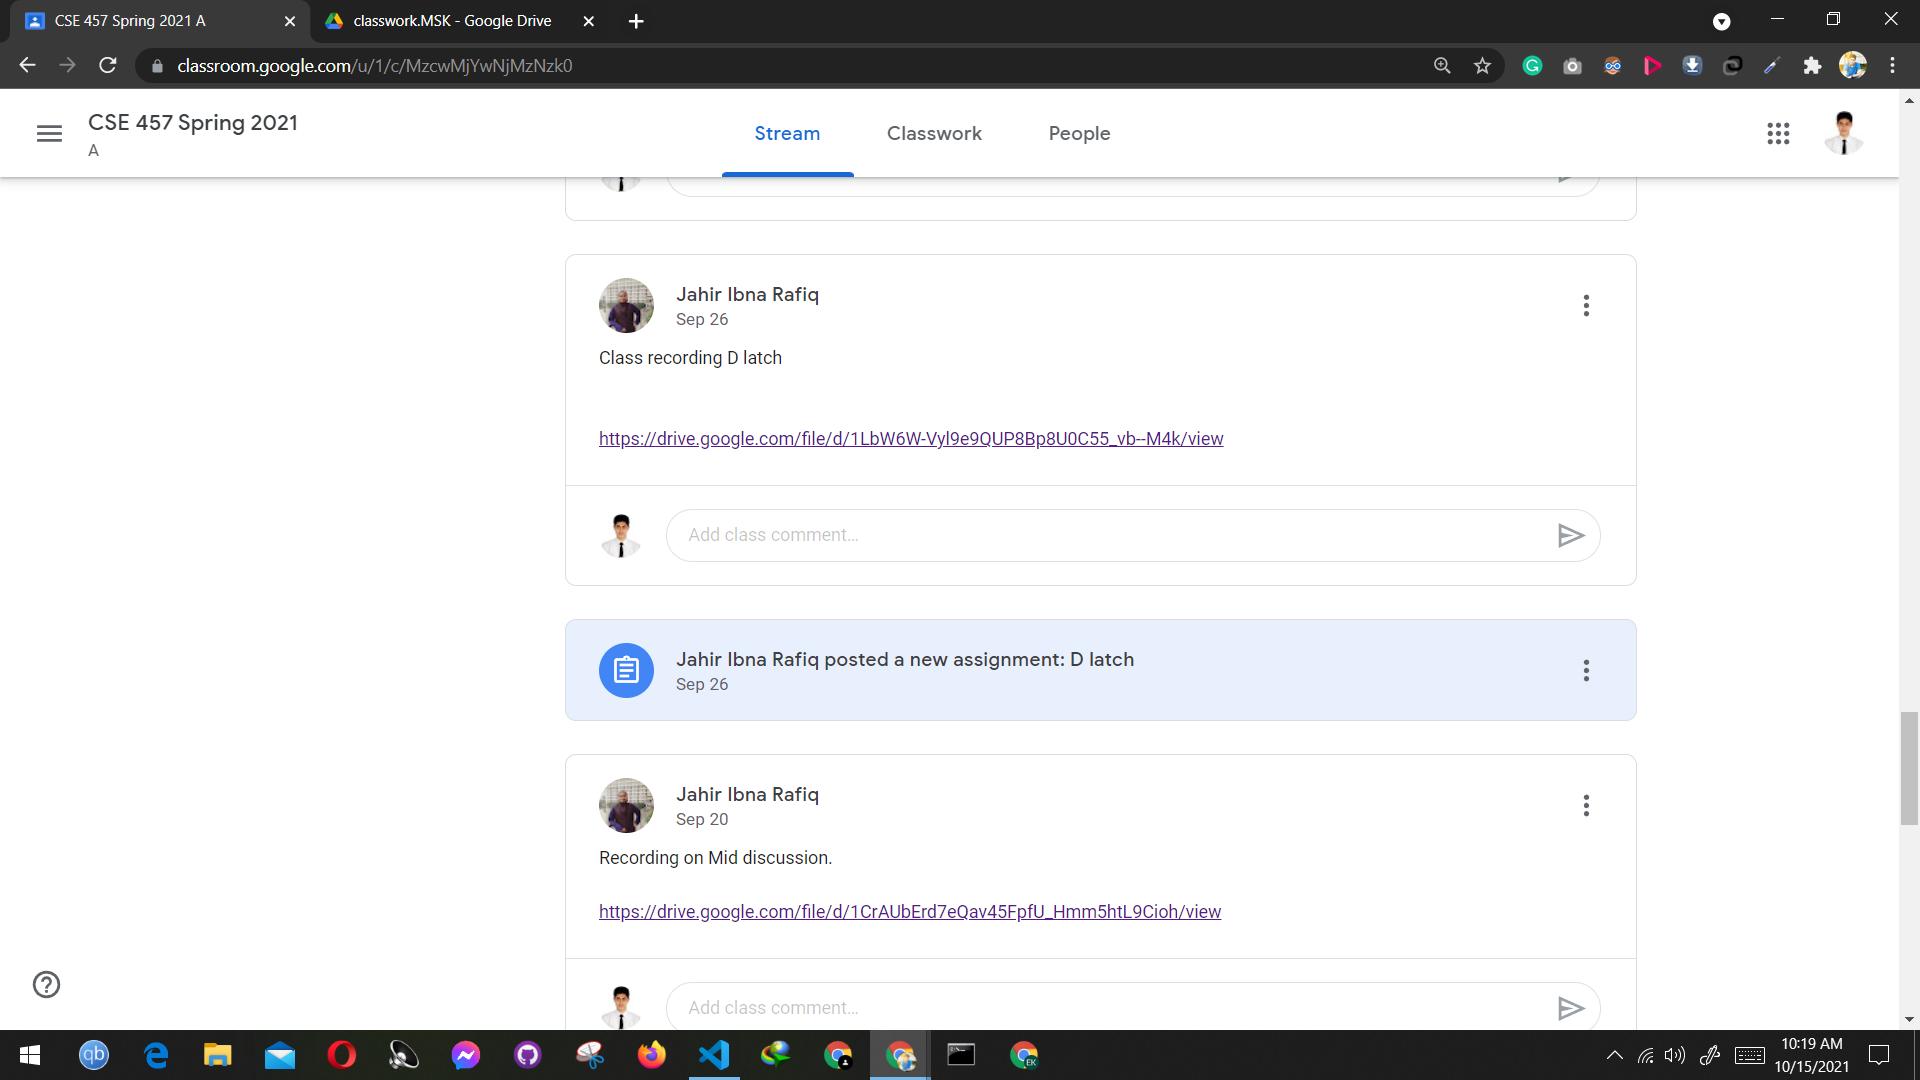 CSE 457 Spring 2021 A
classwork.MSK - Google Drive
classroom.google.com/u/1/c/MzcwMjYwNjMzNzk0
CSE 457 Spring 2021
A
Stream
Classwork
People
Jahir Ibna Rafiq
Sep 26
Class recording D latch
https://drive.google.com/file/d/1LbW6W-Vyl9e9QUP8Bp8U0C55_vb--M4k/view
Add class comment...
Jahir Ibna Rafiq posted a new assignment: D latch
Sep 26
Jahir Ibna Rafiq
Sep 20
Recording on Mid discussion.
https://drive.google.com/file/d/1CrAUbErd7eQav45FpfU_Hmm5htL9Cioh/view
Add class comment...
qb
EK
10:19 AM
10/15/2021